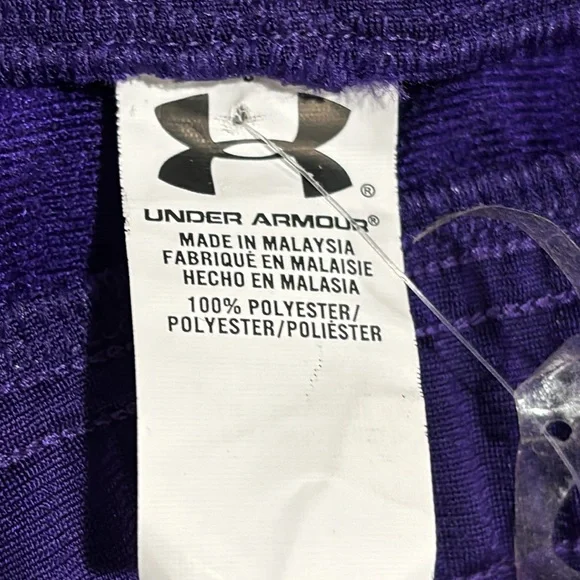 UNDER ARMOUR®
MADE IN MALAYSIA
FABRIQUÉ EN MALAISIE
HECHO EN MALASIA
100% POLYESTER/
POLYESTER/POLIÉSTER